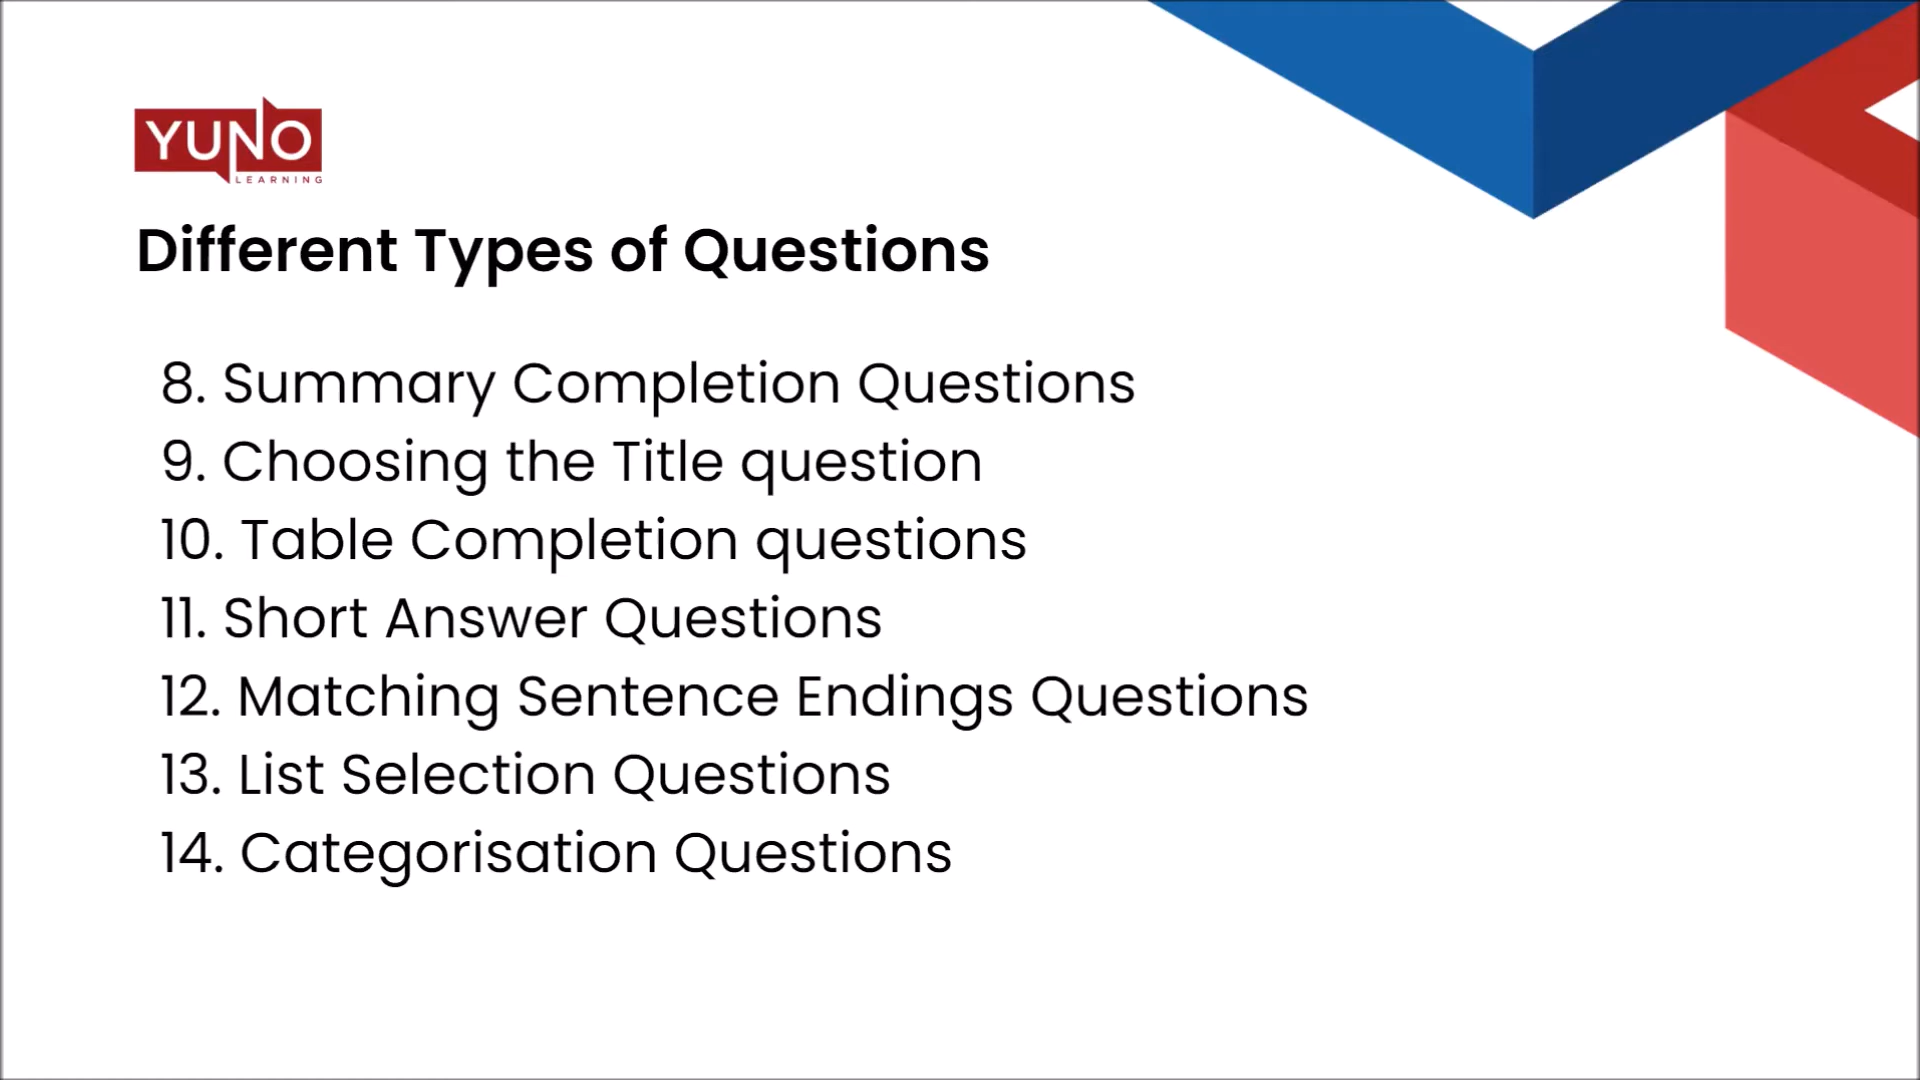 YUNO
LEARNING
Different Types of Questions
8. Summary Completion Questions
9. Choosing the Title question
10. Table Completion questions
11. Short Answer Questions
12. Matching Sentence Endings Questions
13. List Selection Questions
14. Categorisation Questions